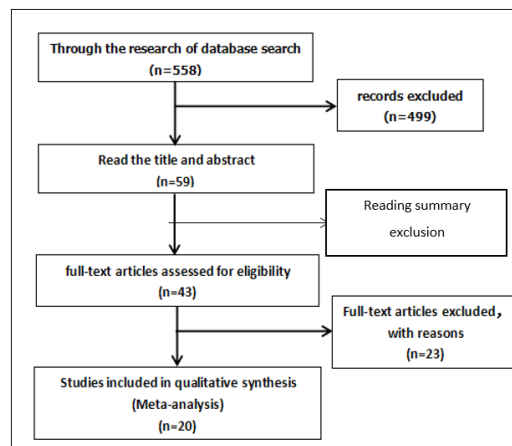 Through the research of database search
(n=558)
records excluded
(n=499)
Read the title and abstract
(n=59)
Reading summary
exclusion
full-text articles assessed for eligibility
(n=43)
Full-text articles excluded，
with reasons
(n=23)
Studies included in qualitative synthesis
(Meta-analysis)
(n=20)